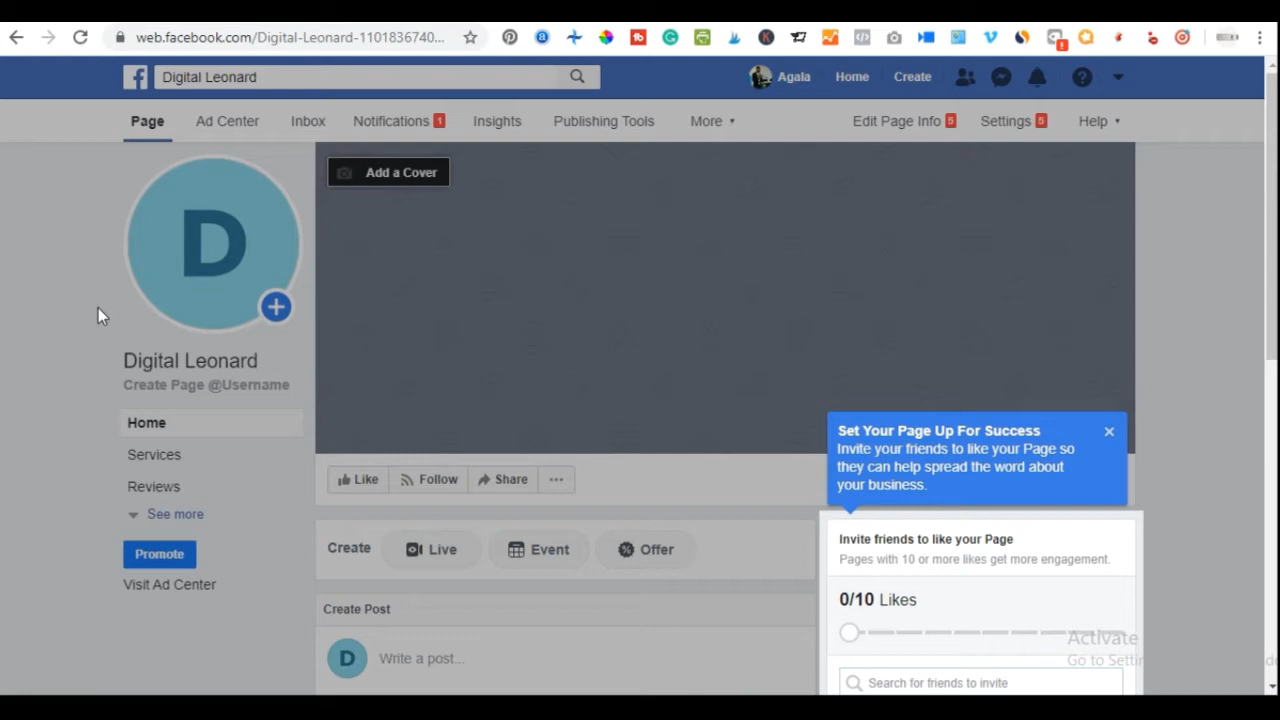 web.facebook.com/Digital-Leonard-1101836740...
Digital Leonard
Agala
Home
Create
Page
Ad Center
Inbox
Notifications 1
Insights
Publishing Tools
More
Edit Page Info 5
Settings 5
Help
Add a Cover
D
Digital Leonard
Create Page @Username
Home
Services
Reviews
See more
Promote
Visit Ad Center
Like
Follow
Share
...
Set Your Page Up For Success
Invite your friends to like your Page so
they can help spread the word about
your business.
Create
Live
Event
Offer
Invite friends to like your Page
Pages with 10 or more likes get more engagement.
0/10 Likes
Create Post
D
Write a post...
Activate
Go to Setti
Search for friends to invite